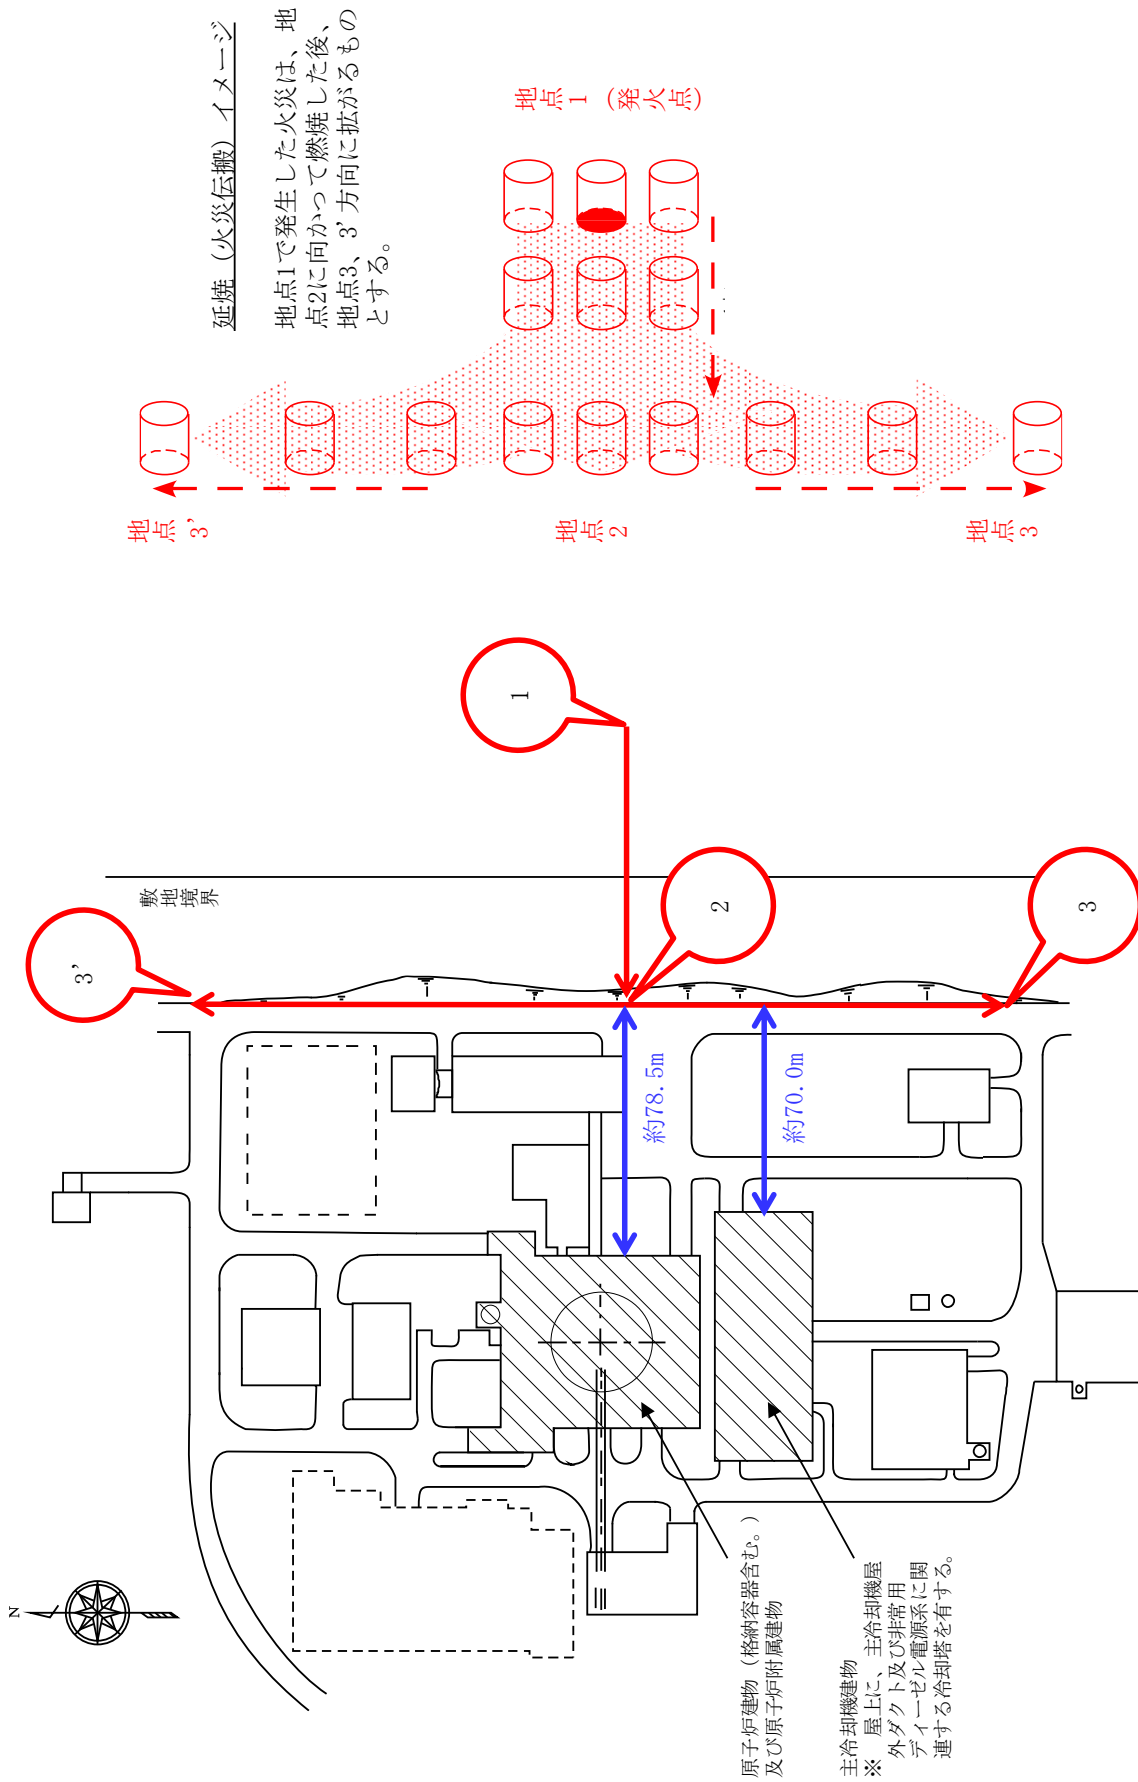 延焼（火災伝搬）イメージ
地点1で発生した火災は、地
点2に向かって燃焼した後、
地点3、3’方向に拡がるもの
とする。
地点1（発火点）
地点3’
地点2
地点3
1
2
3
3’
敷地境界
約78.5m
約70.0m
N
原子炉建物（格納容器含む。）
及び原子炉附属建物
主冷却機建物
※ 屋上に、主冷却機屋
外ダクト及び非常用
ディーゼル電源系に関
連する冷却塔を有する。